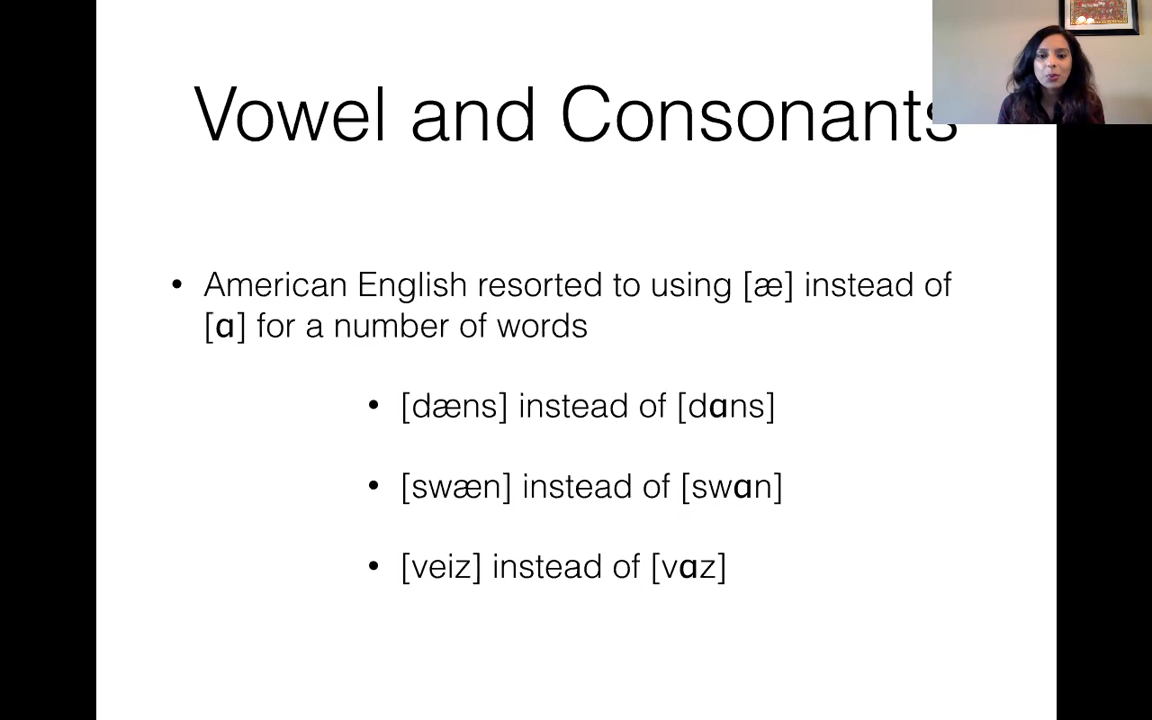 Vowel and Consonants
• American English resorted to using [æ] instead of
[ɑ] for a number of words
• [dæns] instead of [dɑns]
• [swæn] instead of [swɑn]
• [veiz] instead of [vɑz]